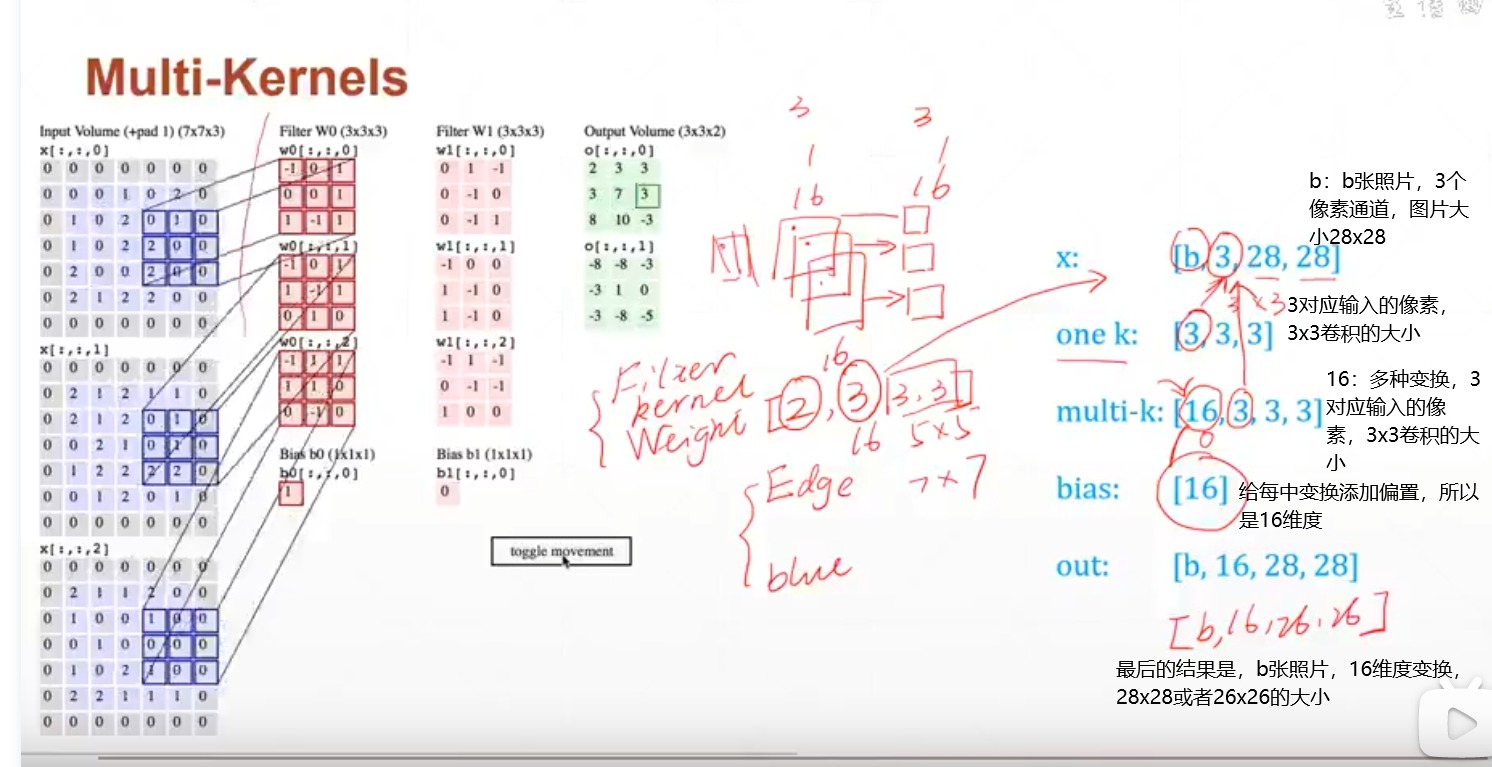 Multi-Kernels
Input Volume (+pad 1) (7x7x3)
x[:,:,0]
0 0 0 0 0 0 0
0 0 0 1 0 2 0
0 1 0 2 0 1 0
0 1 0 2 2 0 0
0 2 0 0 2 0 0
0 2 1 2 2 0 0
0 0 0 0 0 0 0
x[:,:,1]
0 0 0 0 0 0 0
0 2 1 2 1 1 0
0 2 1 2 0 1 0
0 0 2 1 0 1 0
0 1 2 2 2 2 0
0 0 1 2 0 1 0
0 0 0 0 0 0 0
x[:,:,2]
0 0 0 0 0 0 0
0 2 1 1 2 0 0
0 1 0 0 1 0 0
0 0 1 0 0 0 0
0 1 0 2 1 0 0
0 2 2 1 1 1 0
0 0 0 0 0 0 0
Filter W0 (3x3x3)
w0[:,:,0]
-1 0 1
0 0 1
1 -1 1
w0[:,:,1]
-1 0 1
1 -1 1
0 1 0
w0[:,:,2]
-1 1 1
1 1 0
0 -1 0
Bias b0 (1x1x1)
b0[:,:,0]
1
Filter W1 (3x3x3)
w1[:,:,0]
0 1 -1
0 -1 0
0 -1 1
w1[:,:,1]
-1 0 0
1 -1 0
1 -1 0
w1[:,:,2]
-1 1 -1
0 -1 -1
1 0 0
Bias b1 (1x1x1)
b1[:,:,0]
0
Output Volume (3x3x2)
o[:,:,0]
2 3 3
3 7 3
8 10 -3
o[:,:,1]
-8 -8 -3
-3 1 0
-3 -8 -5
toggle movement
3 3
1 1
16 16
Filter
kernel
Weight
16
[2, 3 [3, 3]
16 5×5
Edge 7×7
blue
b：b张照片，3个
像素通道，图片大
小28x28
x: [b, 3, 28, 28]
3×3
3对应输入的像素，
3x3卷积的大小
one k: [3, 3, 3]
16：多种变换，3
对应输入的像
素，3x3卷积的大
小
multi-k: [16, 3, 3, 3]
bias: [16]
给每中变换添加偏置，所以
是16维度
out: [b, 16, 28, 28]
[b,16,26,26]
最后的结果是，b张照片，16维度变换，
28x28或者26x26的大小